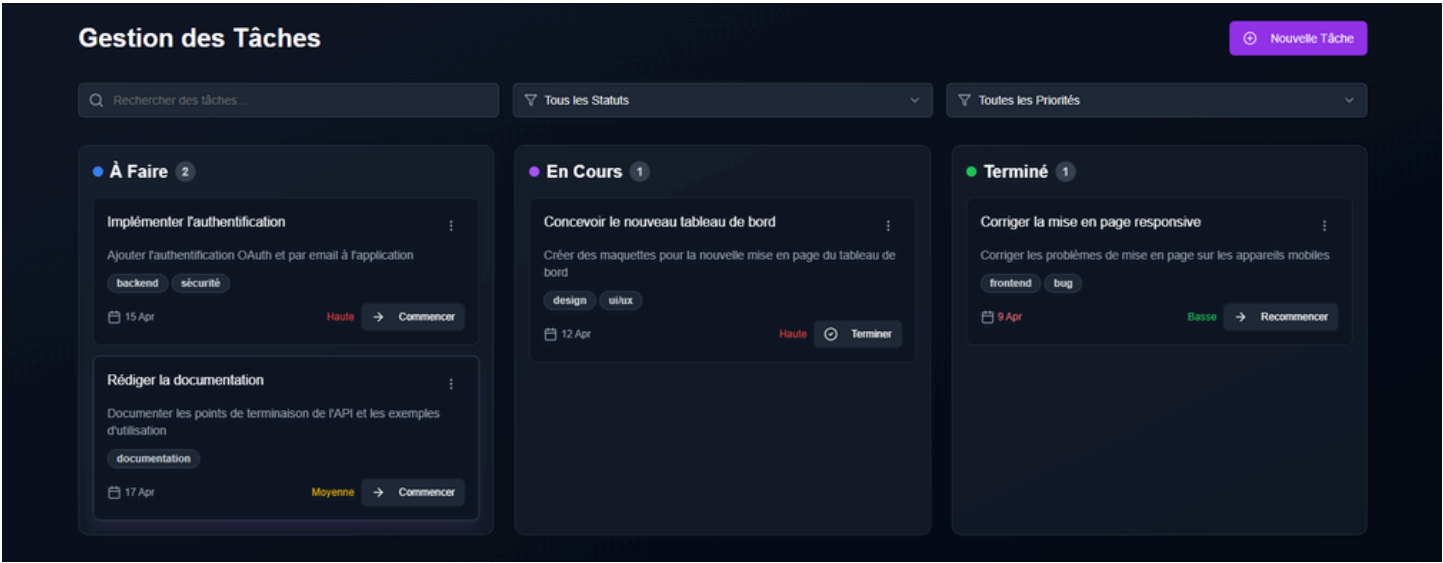 Gestion des Tâches
Nouvelle Tâche
Rechercher des tâches...
Tous les Statuts
Toutes les Priorités
À Faire 2
Implémenter l'authentification
Ajouter l'authentification OAuth et par email à l'application
backend sécurité
15 Apr Haute Commencer
Rédiger la documentation
Documenter les points de terminaison de l'API et les exemples
d'utilisation
documentation
17 Apr Moyenne Commencer
En Cours 1
Concevoir le nouveau tableau de bord
Créer des maquettes pour la nouvelle mise en page du tableau de
bord
design ui/ux
12 Apr Haute Terminer
Terminé 1
Corriger la mise en page responsive
Corriger les problèmes de mise en page sur les appareils mobiles
frontend bug
9 Apr Basse Recommencer